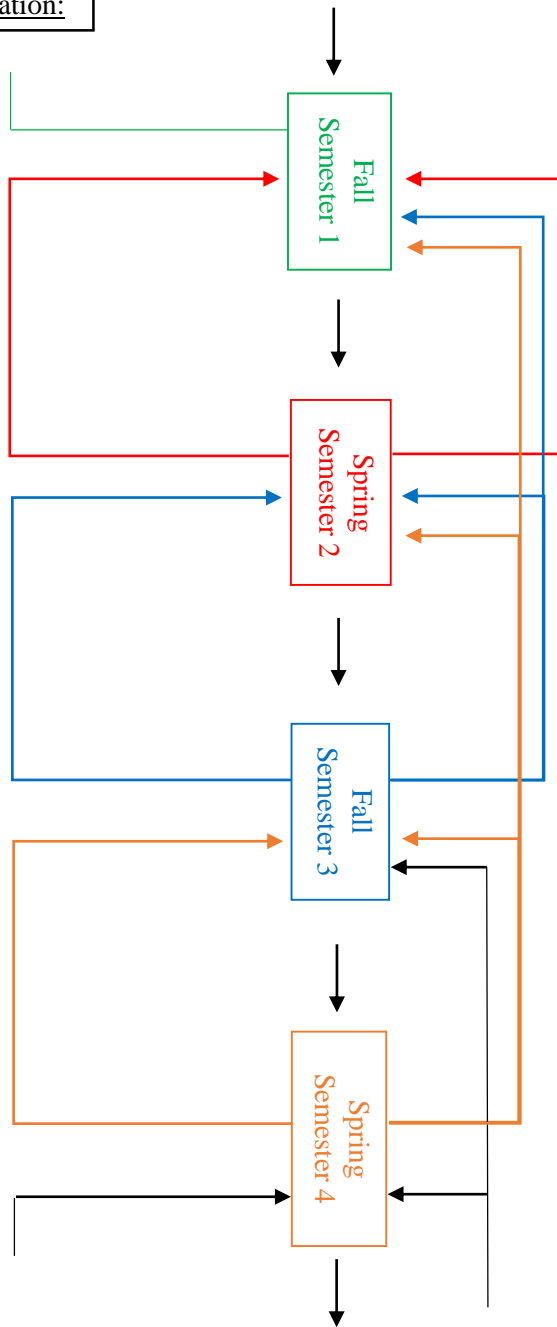 ation:
Fall
Semester 1
Spring
Semester 2
Fall
Semester 3
Spring
Semester 4